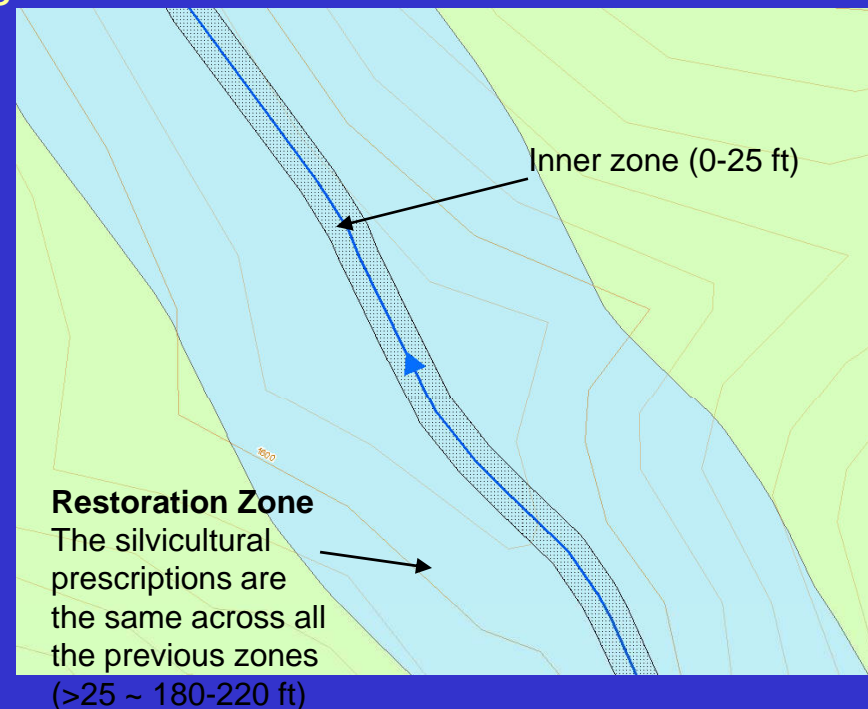 Inner zone (0-25 ft)
1600
Restoration Zone
The silvicultural
prescriptions are
the same across all
the previous zones
(>25 ~ 180-220 ft)